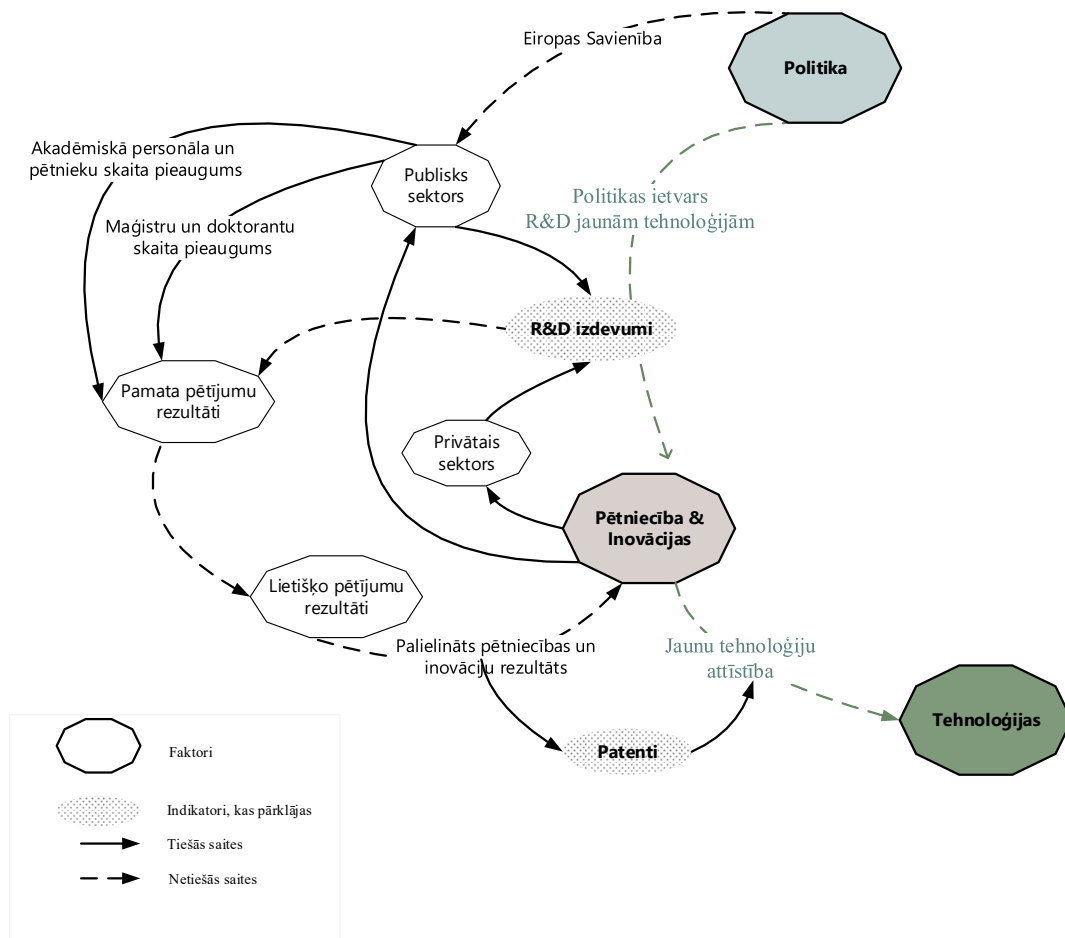 Eiropas Savienība
Politika
Akadēmiskā personāla un
pētnieku skaita pieaugums
Publisks
sektors
Politikas ietvars
R&D jaunām tehnoloģijām
Maģistru un doktorantu
skaita pieaugums
R&D izdevumi
Pamata pētījumu
rezultāti
Privātais
sektors
Pētniecība &
Inovācijas
Lietišķo pētījumu
rezultāti
Palielināts pētniecības un
inovāciju rezultāts
Jaunu tehnoloģiju
attīstība
Tehnoloģijas
Patenti
Faktori
Indikatori, kas pārklājas
Tiešās saites
Netiešās saites